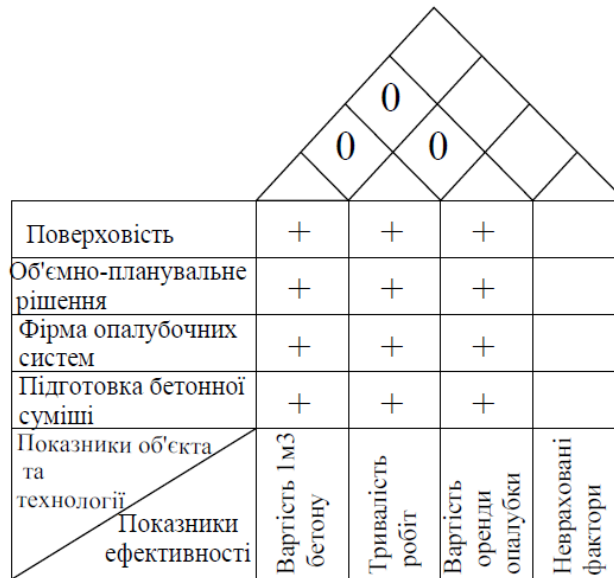 0
0 0
Поверховість + + +
Об'ємно-планувальне
рішення + + +
Фірма опалубочних
систем + + +
Підготовка бетонної
суміші + + +
Показники об'єкта
та
технології
Показники
ефективності
Вартість 1м3
бетону
Тривалість
робіт
Вартість
оренди
опалубки
Невраховані
фактори